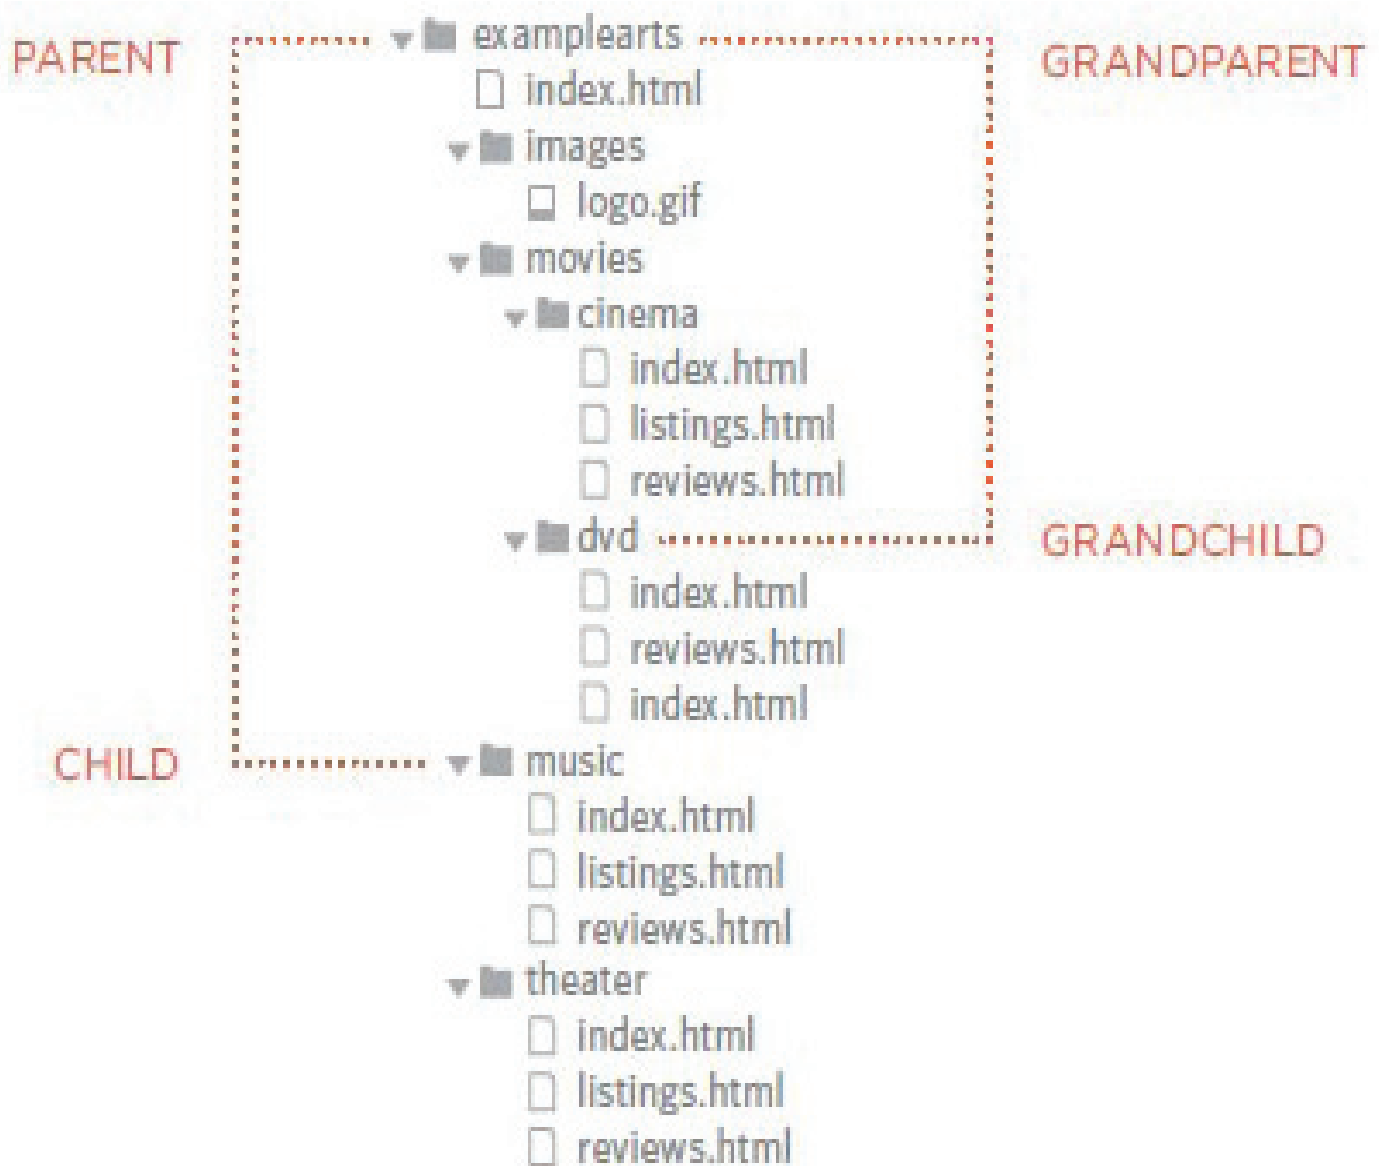 PARENT
examplearts
GRANDPARENT
index.html
images
logo.gif
movies
cinema
index.html
listings.html
reviews.html
dvd
GRANDCHILD
index.html
reviews.html
index.html
CHILD
music
index.html
listings.html
reviews.html
theater
index.html
listings.html
reviews.html